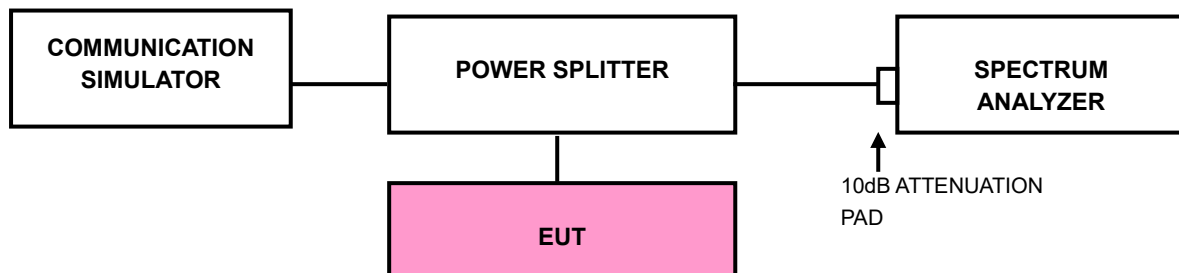 COMMUNICATION
SIMULATOR
POWER SPLITTER
SPECTRUM
ANALYZER
10dB ATTENUATION
PAD
EUT